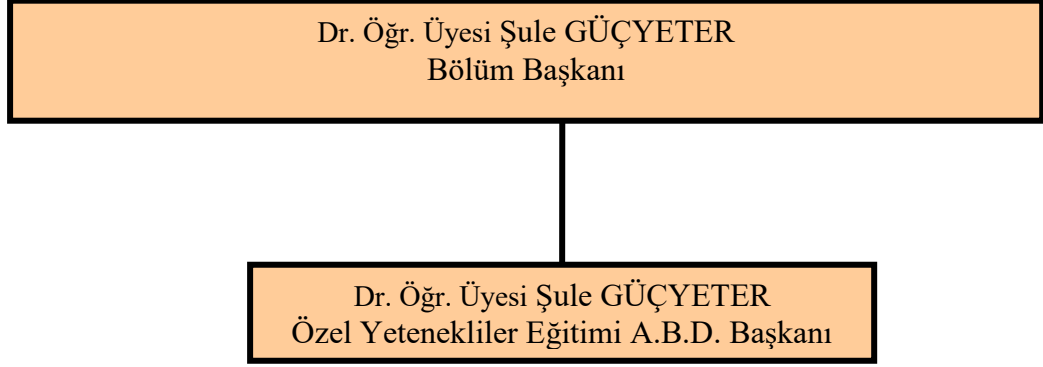 Dr. Öğr. Üyesi Şule GÜÇYETER
Bölüm Başkanı
Dr. Öğr. Üyesi Şule GÜÇYETER
Özel Yetenekliler Eğitimi A.B.D. Başkanı